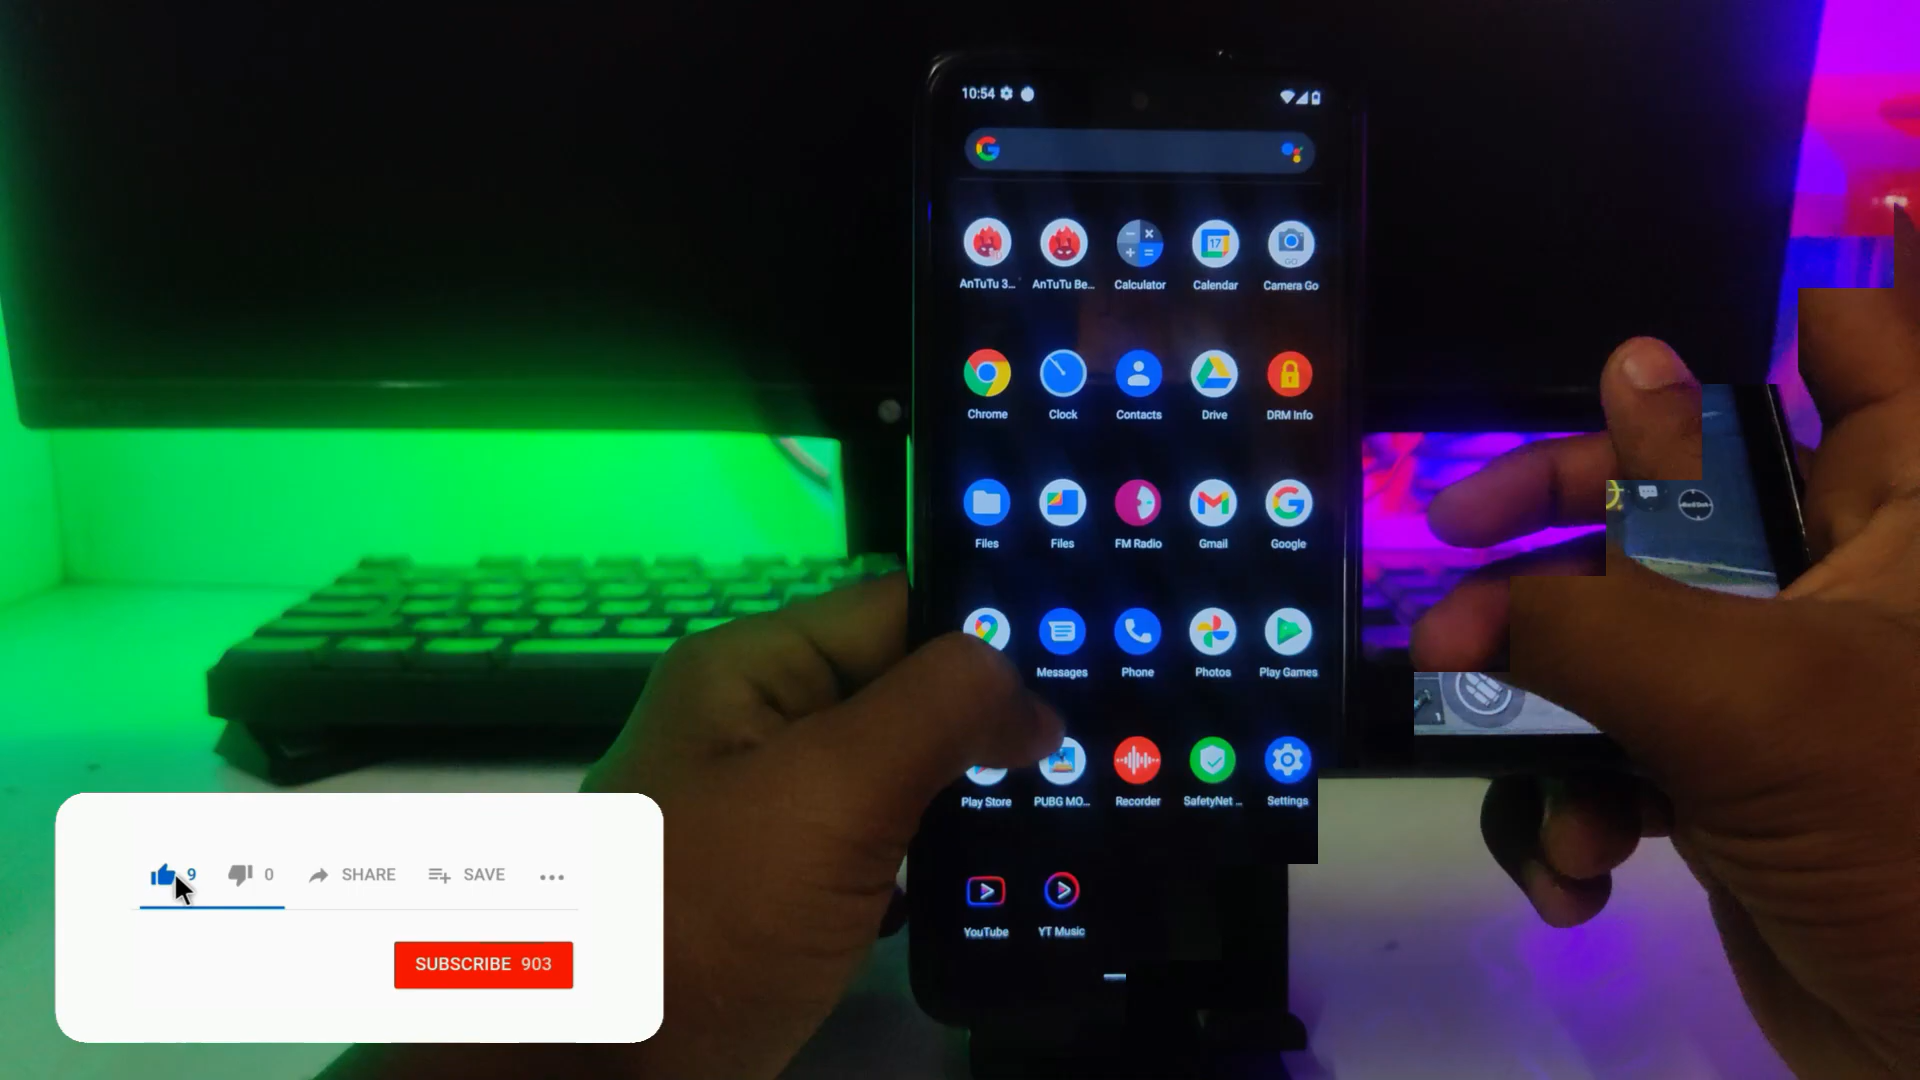 10:54
AnTuTu 3...
AnTuTu Be...
Calculator
Calendar
Camera Go
Chrome
Clock
Contacts
Drive
DRM Info
Files
Files
FM Radio
Gmail
Google
Messages
Phone
Photos
Play Games
Play Store
PUBG MO...
Recorder
SafetyNet ...
Settings
YouTube
YT Music
9
0
SHARE
SAVE
SUBSCRIBE 903